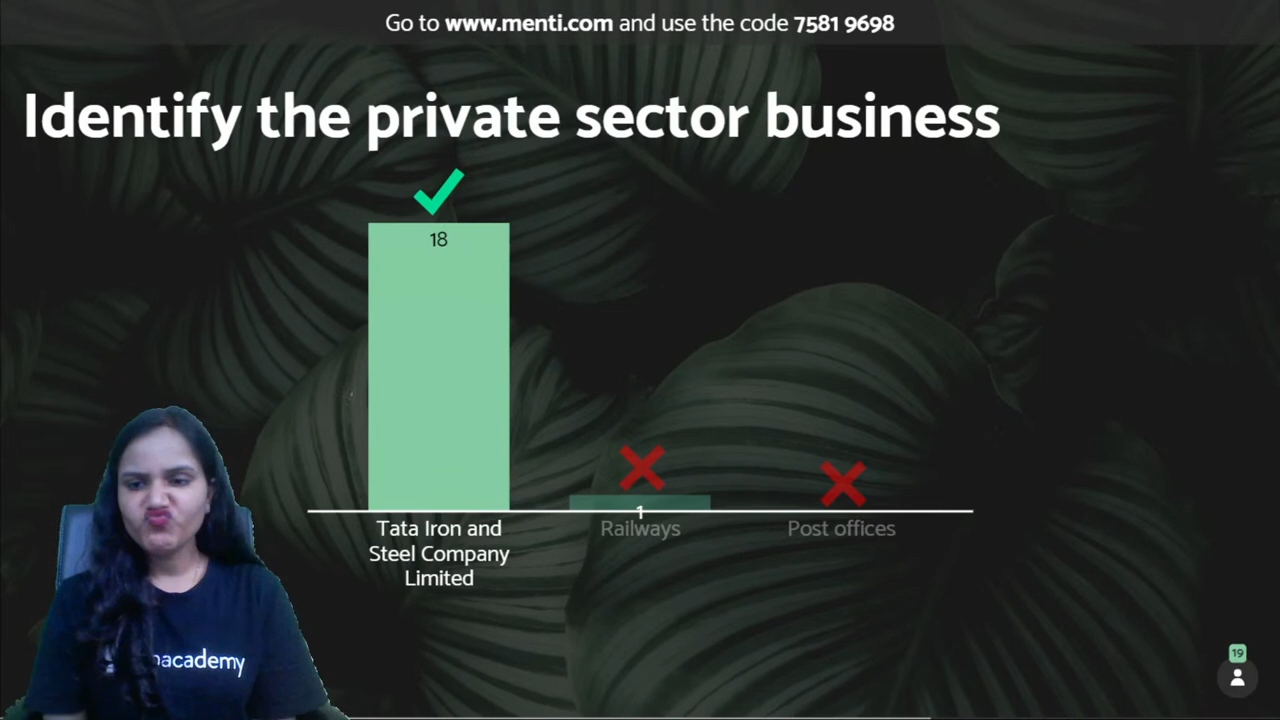 Go to www.menti.com and use the code 7581 9698
Identify the private sector business
18
1
Tata Iron and
Steel Company
Limited
Railways
Post offices
19